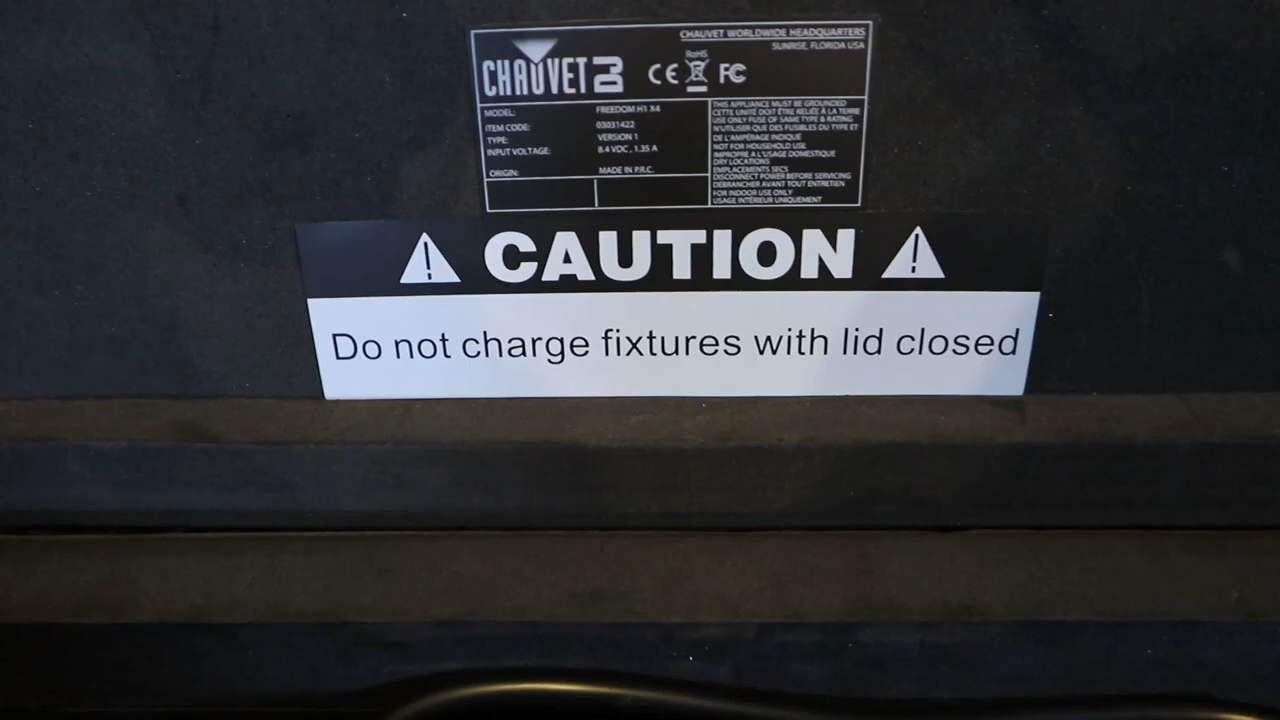 CHAUVET WORLDWIDE HEADQUARTERS
SUNRISE, FLORIDA USA
CHAUVET DJ
CE RoHS FC
MODEL: FREEDOM H1 X4
ITEM CODE: 03031422
TYPE: VERSION 1
INPUT VOLTAGE: 8.4 VDC, 1.35 A
ORIGIN: MADE IN P.R.C.
THIS APPLIANCE MUST BE GROUNDED
CETTE UNITÉ DOIT ÊTRE RELIÉE À LA TERRE
USE ONLY FUSE OF SAME TYPE & RATING
N'UTILISER QUE DES FUSIBLES DU TYPE ET
DE L'AMPÉRAGE INDIQUÉ
NOT FOR HOUSEHOLD USE
IMPROPRE A L'USAGE DOMESTIQUE
DRY LOCATIONS
EMPLACEMENTS SECS
DISCONNECT POWER BEFORE SERVICING
DÉBRANCHER AVANT TOUT ENTRETIEN
FOR INDOOR USE ONLY
USAGE INTÉRIEUR UNIQUEMENT
CAUTION
Do not charge fixtures with lid closed